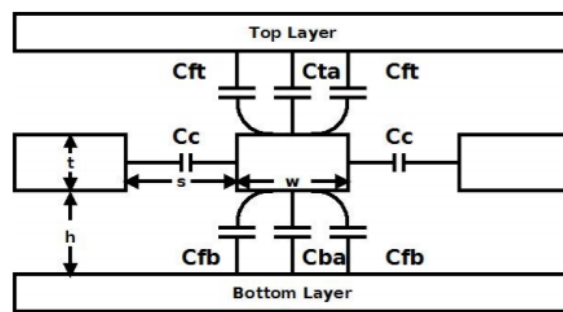 Top Layer
Cft Cta Cft
Cc Cc
t
s w
h
Cfb Cba Cfb
Bottom Layer